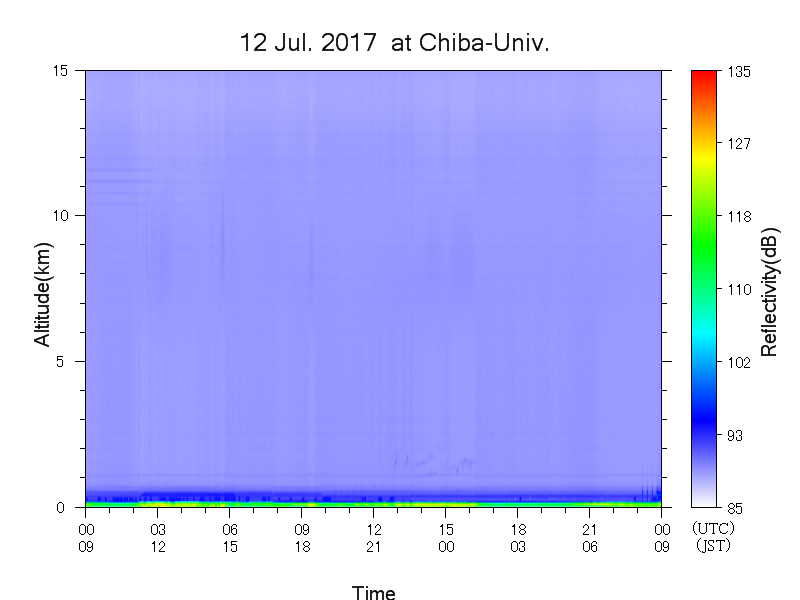 12 Jul. 2017 at Chiba-Univ.
15
10
5
0
Altitude(km)
00 03 06 09 12 15 18 21 00
09 12 15 18 21 00 03 06 09
Time
135
127
118
110
102
93
85
Reflectivity(dB)
(UTC)
(JST)